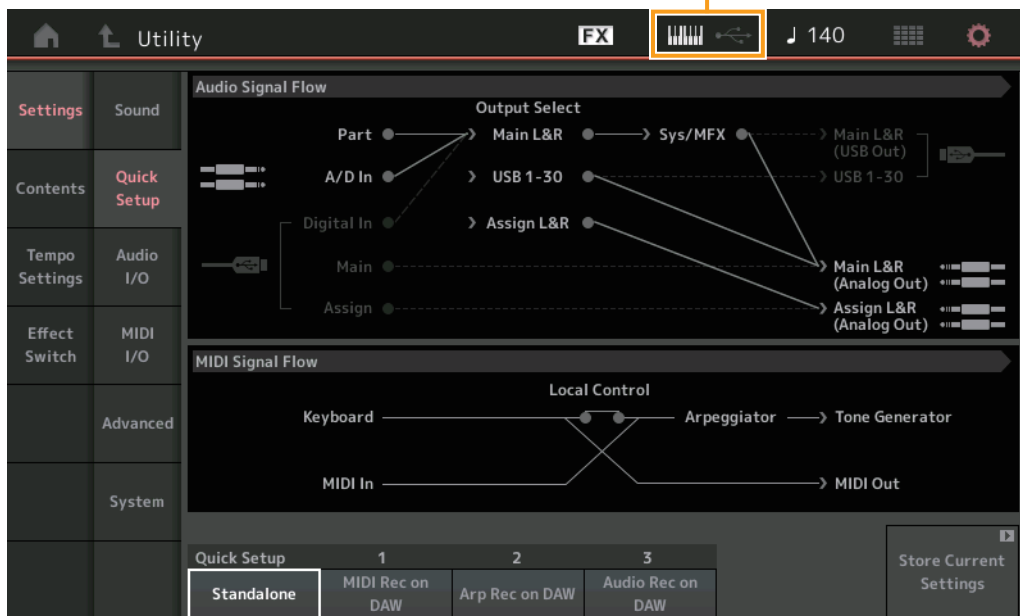 Utility
FX
140
Settings
Sound
Contents
Quick
Setup
Tempo
Settings
Audio
I/O
Effect
Switch
MIDI
I/O
Advanced
System
Audio Signal Flow
Output Select
Part
Main L&R
Sys/MFX
Main L&R
(USB Out)
A/D In
USB 1-30
USB 1-30
Digital In
Assign L&R
Main
Main L&R
(Analog Out)
Assign
Assign L&R
(Analog Out)
MIDI Signal Flow
Local Control
Keyboard
Arpeggiator
Tone Generator
MIDI In
MIDI Out
Quick Setup
1
2
3
Standalone
MIDI Rec on
DAW
Arp Rec on DAW
Audio Rec on
DAW
Store Current
Settings